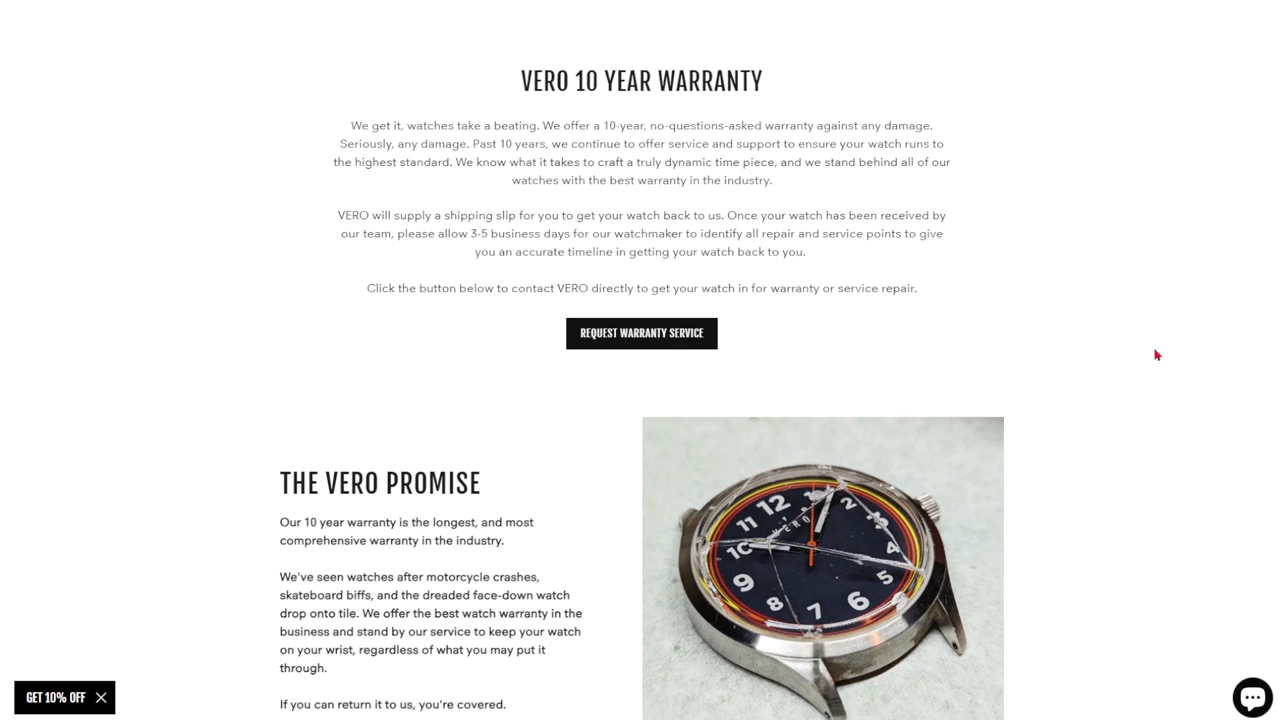 VERO 10 YEAR WARRANTY
We get it, watches take a beating. We offer a 10-year, no-questions-asked warranty against any damage.
Seriously, any damage. Past 10 years, we continue to offer service and support to ensure your watch runs to
the highest standard. We know what it takes to craft a truly dynamic time piece, and we stand behind all of our
watches with the best warranty in the industry.
VERO will supply a shipping slip for you to get your watch back to us. Once your watch has been received by
our team, please allow 3-5 business days for our watchmaker to identify all repair and service points to give
you an accurate timeline in getting your watch back to you.
Click the button below to contact VERO directly to get your watch in for warranty or service repair.
REQUEST WARRANTY SERVICE
THE VERO PROMISE
Our 10 year warranty is the longest, and most
comprehensive warranty in the industry.
We've seen watches after motorcycle crashes,
skateboard biffs, and the dreaded face-down watch
drop onto tile. We offer the best watch warranty in the
business and stand by our service to keep your watch
on your wrist, regardless of what you may put it
through.
If you can return it to us, you're covered.
12
11
2
10
VERO
4
9
5
8
7
6
GET 10% OFF